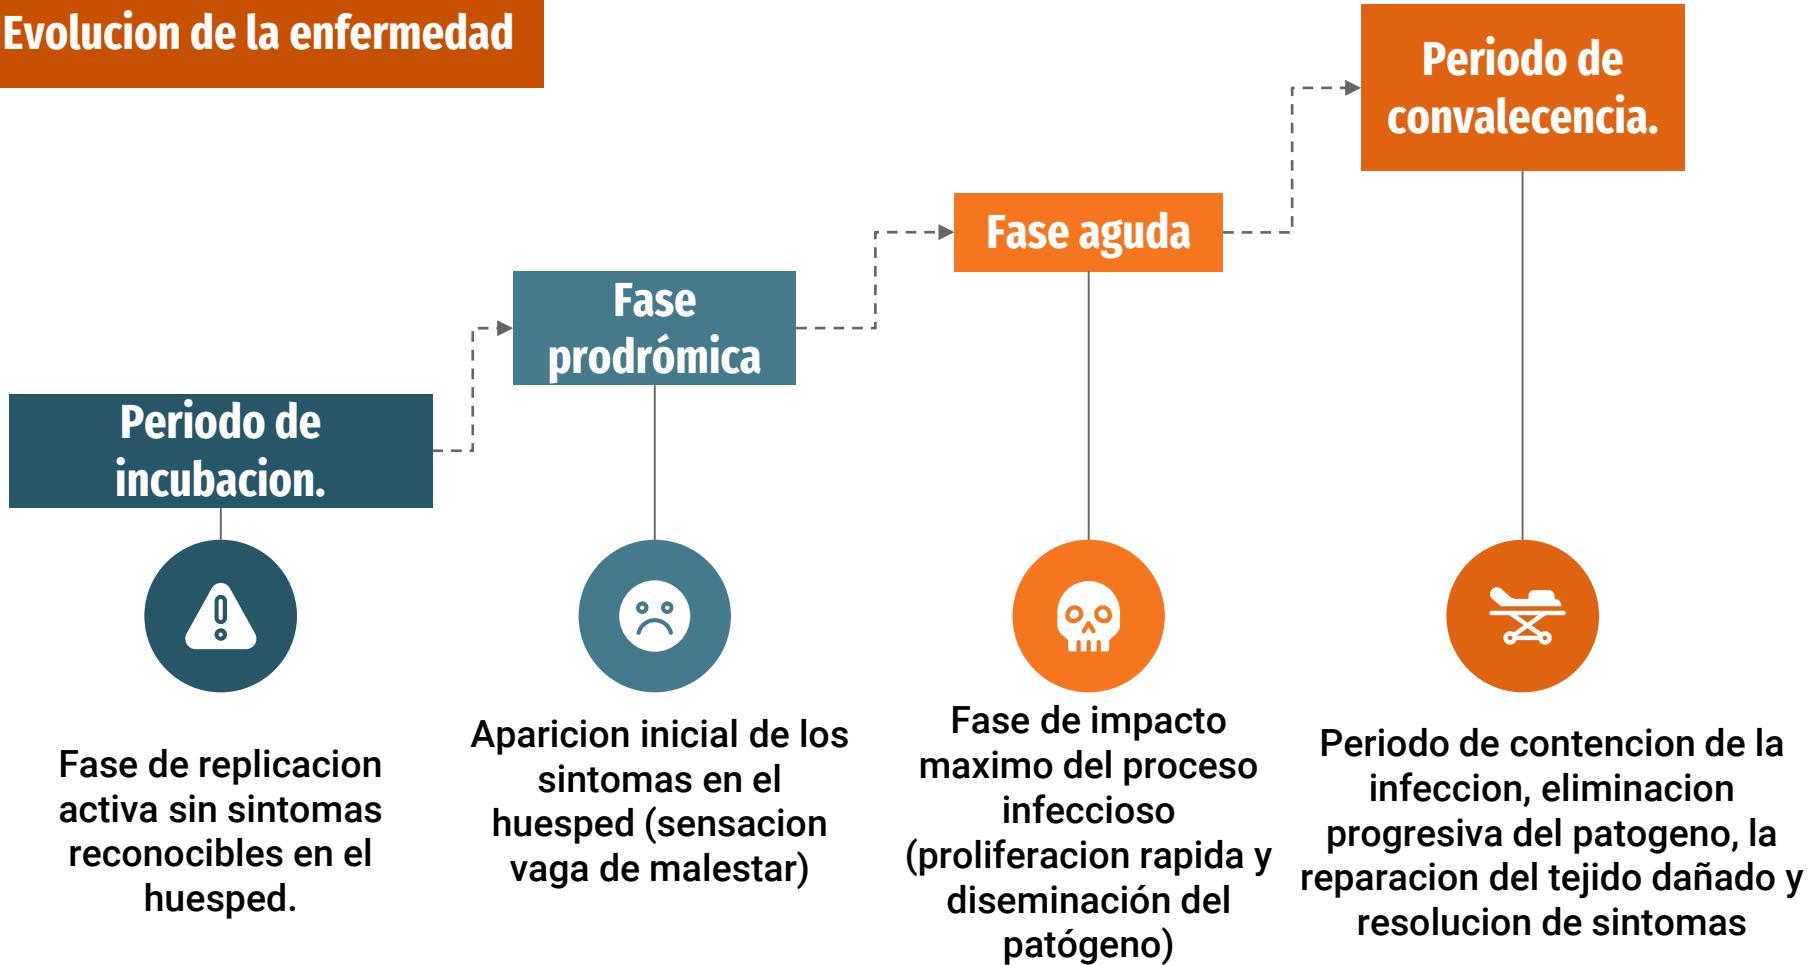 Evolucion de la enfermedad
Periodo de
convalecencia.
Fase aguda
Fase
prodrómica
Periodo de
incubacion.
Fase de replicacion
activa sin sintomas
reconocibles en el
huesped.
Aparicion inicial de los
sintomas en el
huesped (sensacion
vaga de malestar)
Fase de impacto
maximo del proceso
infeccioso
(proliferacion rapida y
diseminación del
patógeno)
Periodo de contencion de la
infeccion, eliminacion
progresiva del patogeno, la
reparacion del tejido dañado y
resolucion de sintomas